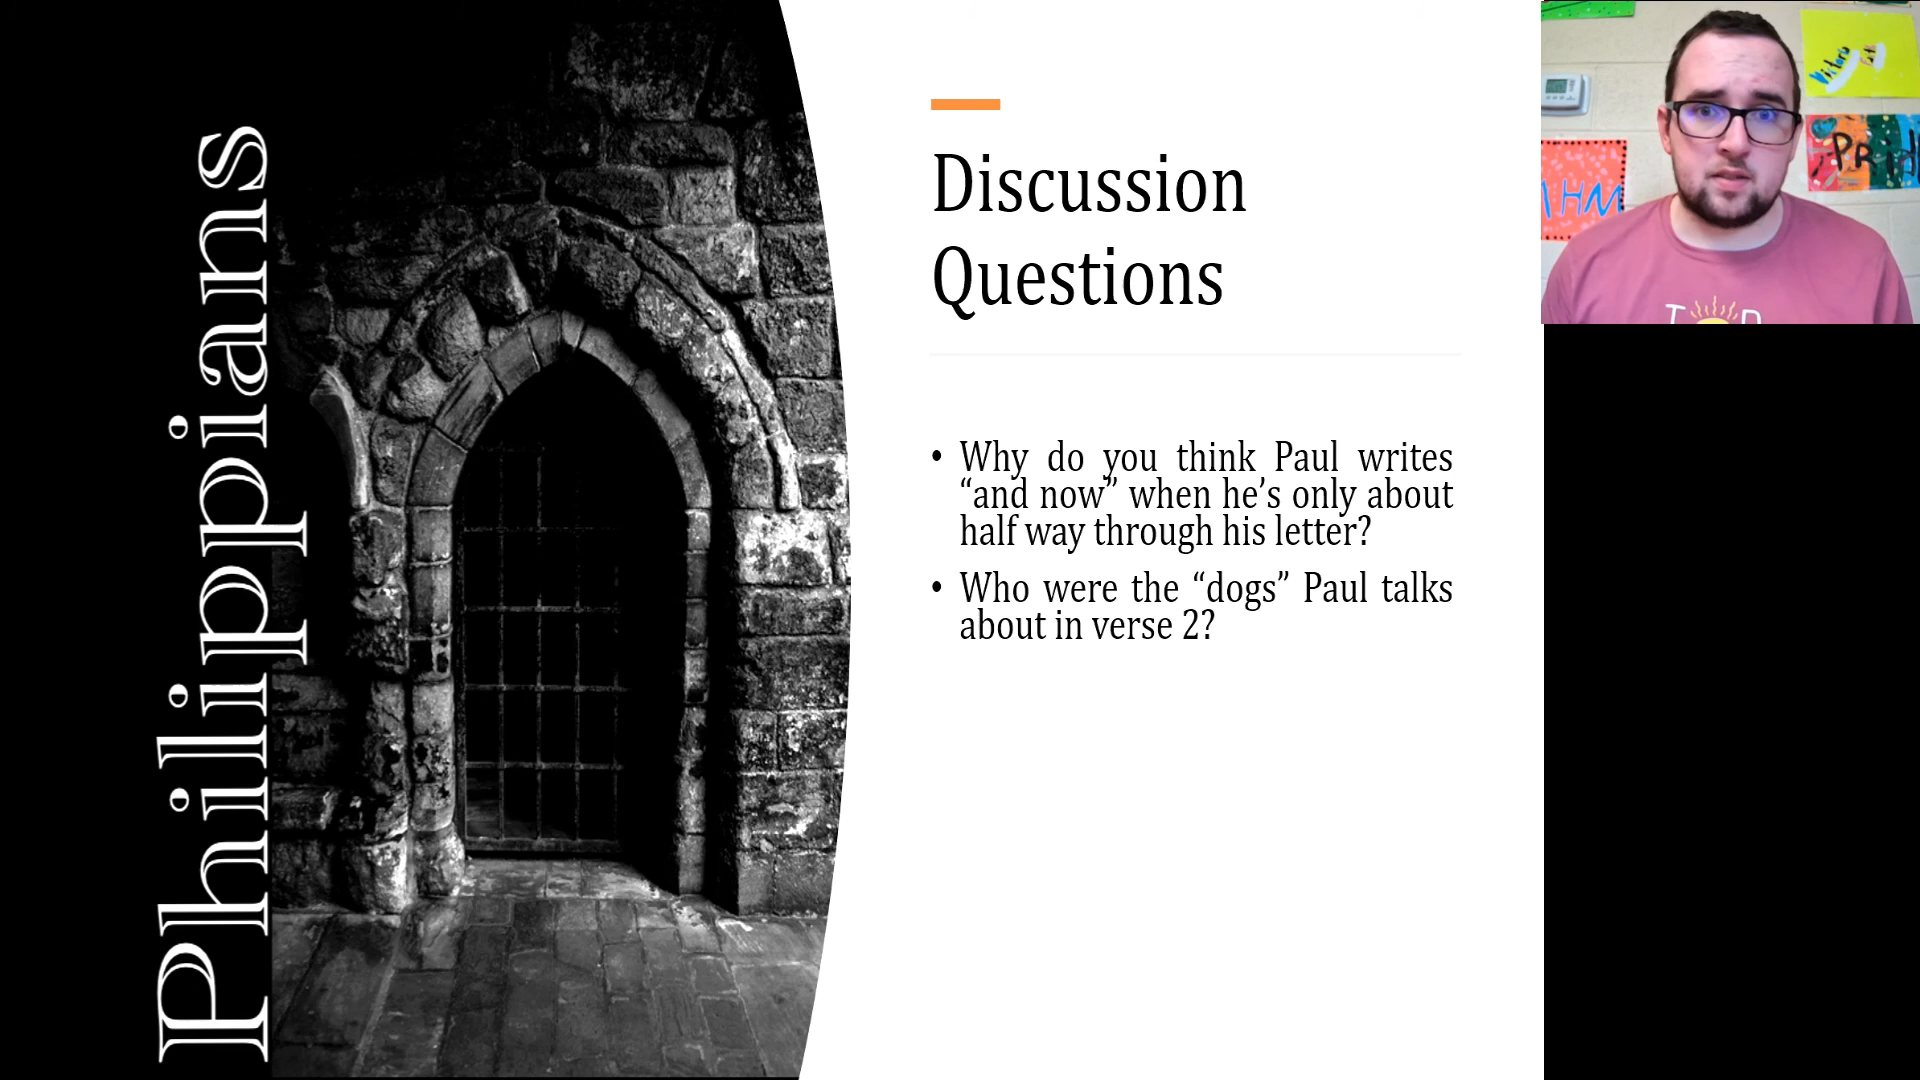 Philippians
Discussion
Questions
• Why do you think Paul writes
“and now” when he’s only about
half way through his letter?
• Who were the “dogs” Paul talks
about in verse 2?
Victoria